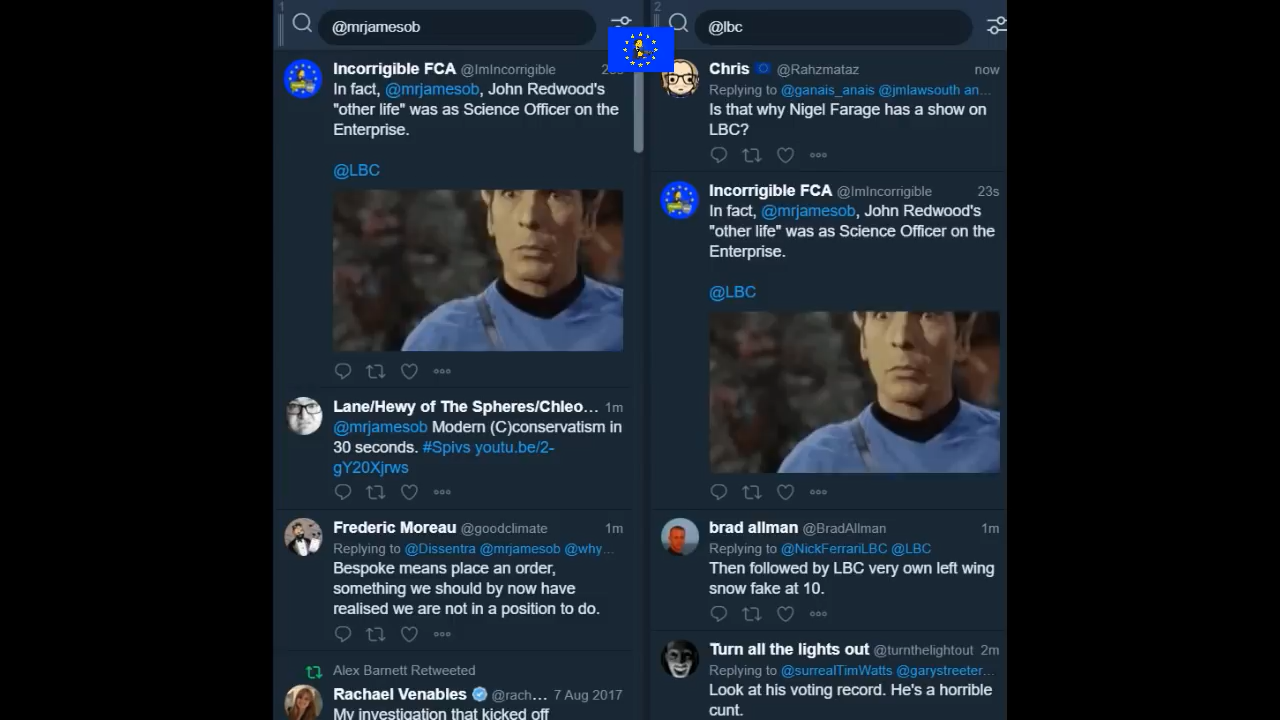 1
@mrjamesob
Incorrigible FCA @ImIncorrigible
In fact, @mrjamesob, John Redwood's
"other life" was as Science Officer on the
Enterprise.
@LBC
Lane/Hewy of The Spheres/Chleo... 1m
@mrjamesob Modern (C)conservatism in
30 seconds. #Spivs youtu.be/2-
gY20Xjrws
Frederic Moreau @goodclimate 1m
Replying to @Dissentra @mrjamesob @why...
Bespoke means place an order,
something we should by now have
realised we are not in a position to do.
Alex Barnett Retweeted
Rachael Venables @rach... 7 Aug 2017
My investigation that kicked off
2
@lbc
Chris @Rahzmataz now
Replying to @ganais_anais @jmlawsouth an...
Is that why Nigel Farage has a show on
LBC?
Incorrigible FCA @ImIncorrigible 23s
In fact, @mrjamesob, John Redwood's
"other life" was as Science Officer on the
Enterprise.
@LBC
brad allman @BradAllman 1m
Replying to @NickFerrariLBC @LBC
Then followed by LBC very own left wing
snow fake at 10.
Turn all the lights out @turnthelightout 2m
Replying to @surrealTimWatts @garystreeter...
Look at his voting record. He's a horrible
cunt.